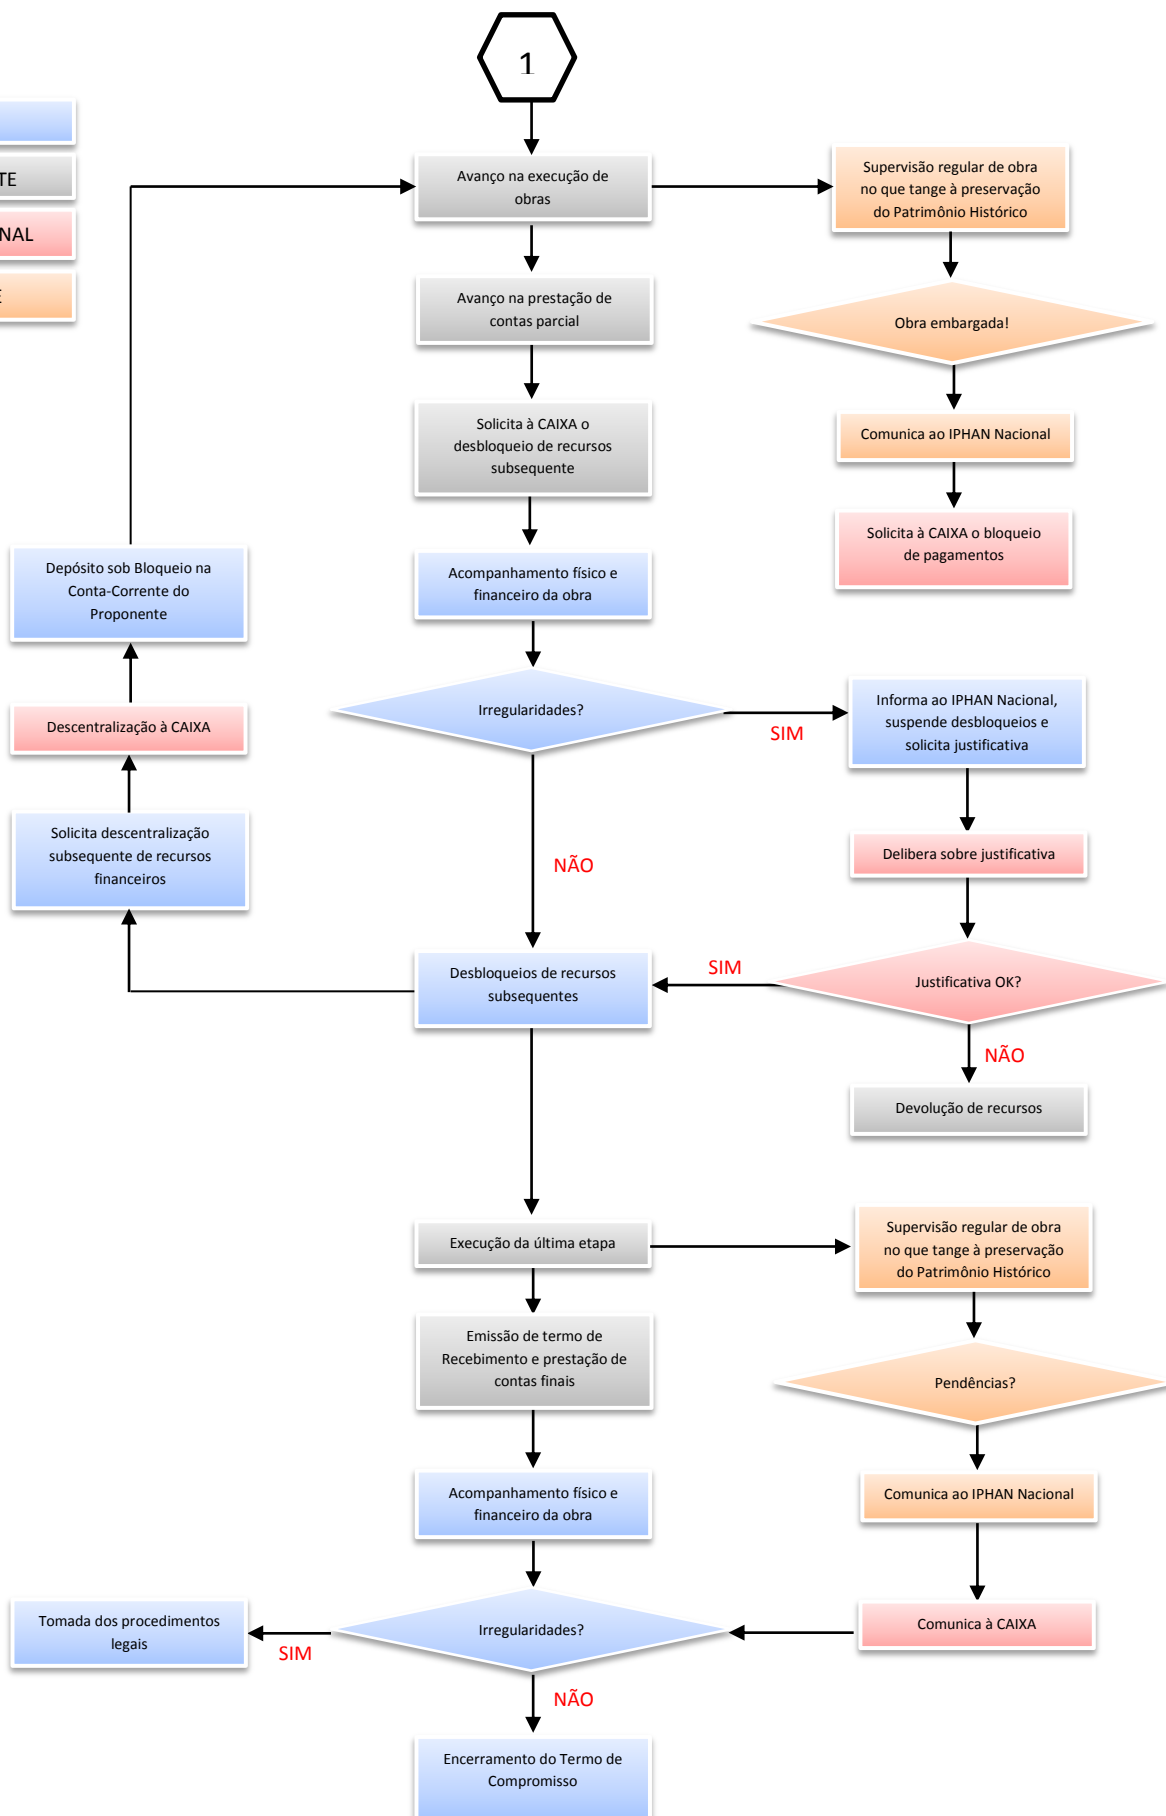 1
TE
NAL
E
Avanço na execução de
obras
Supervisão regular de obra
no que tange à preservação
do Patrimônio Histórico
Avanço na prestação de
contas parcial
Obra embargada!
Solicita à CAIXA o
desbloqueio de recursos
subsequente
Comunica ao IPHAN Nacional
Solicita à CAIXA o bloqueio
de pagamentos
Depósito sob Bloqueio na
Conta-Corrente do
Proponente
Acompanhamento físico e
financeiro da obra
Descentralização à CAIXA
Irregularidades?
SIM
Informa ao IPHAN Nacional,
suspende desbloqueios e
solicita justificativa
Solicita descentralização
subsequente de recursos
financeiros
NÃO
Delibera sobre justificativa
Desbloqueios de recursos
subsequentes
SIM
Justificativa OK?
NÃO
Devolução de recursos
Execução da última etapa
Supervisão regular de obra
no que tange à preservação
do Patrimônio Histórico
Emissão de termo de
Recebimento e prestação de
contas finais
Pendências?
Acompanhamento físico e
financeiro da obra
Comunica ao IPHAN Nacional
Tomada dos procedimentos
legais
SIM
Irregularidades?
Comunica à CAIXA
NÃO
Encerramento do Termo de
Compromisso